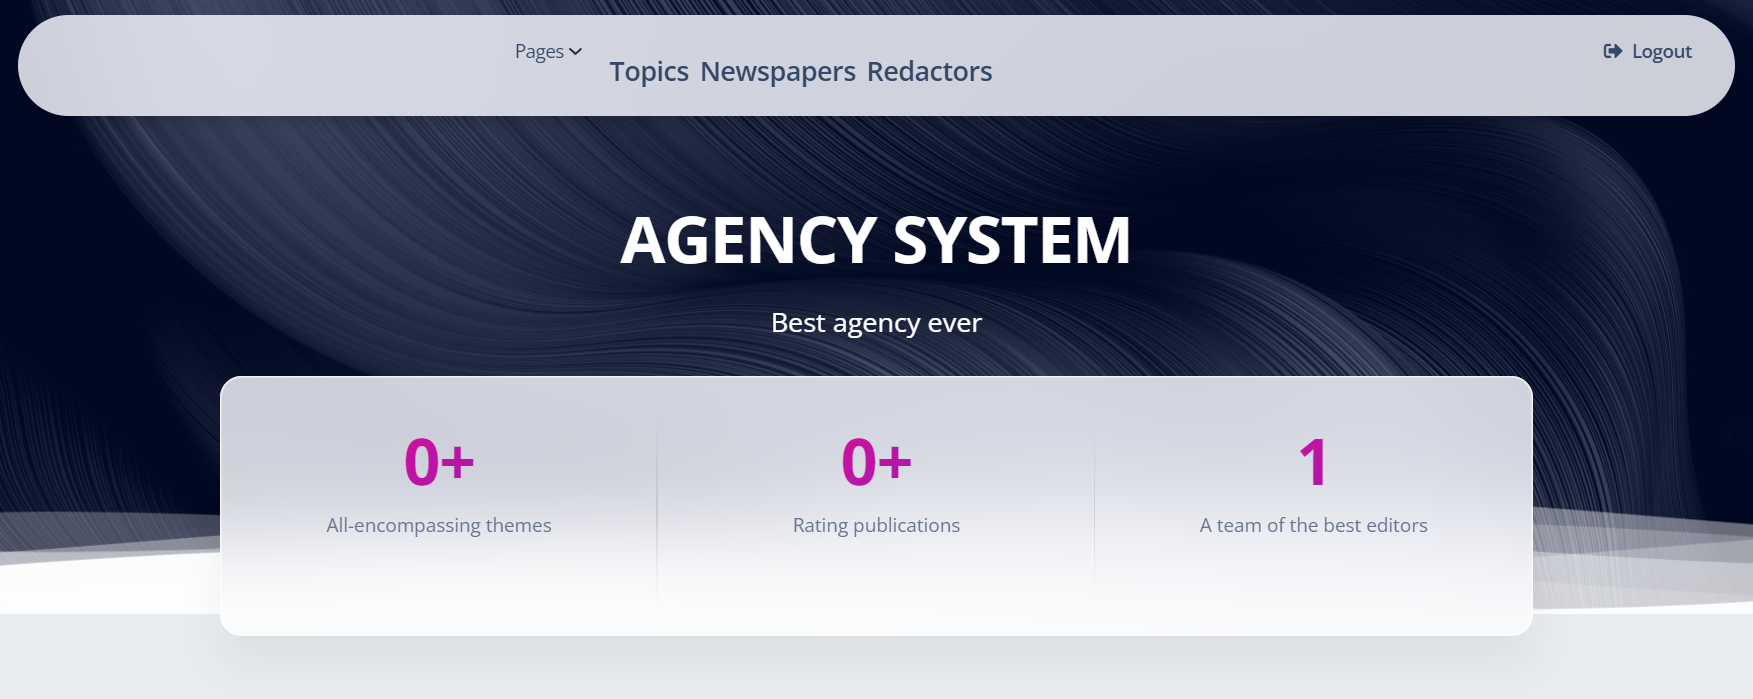 Pages
Topics Newspapers Redactors
Logout
AGENCY SYSTEM
Best agency ever
0+
All-encompassing themes
0+
Rating publications
1
A team of the best editors